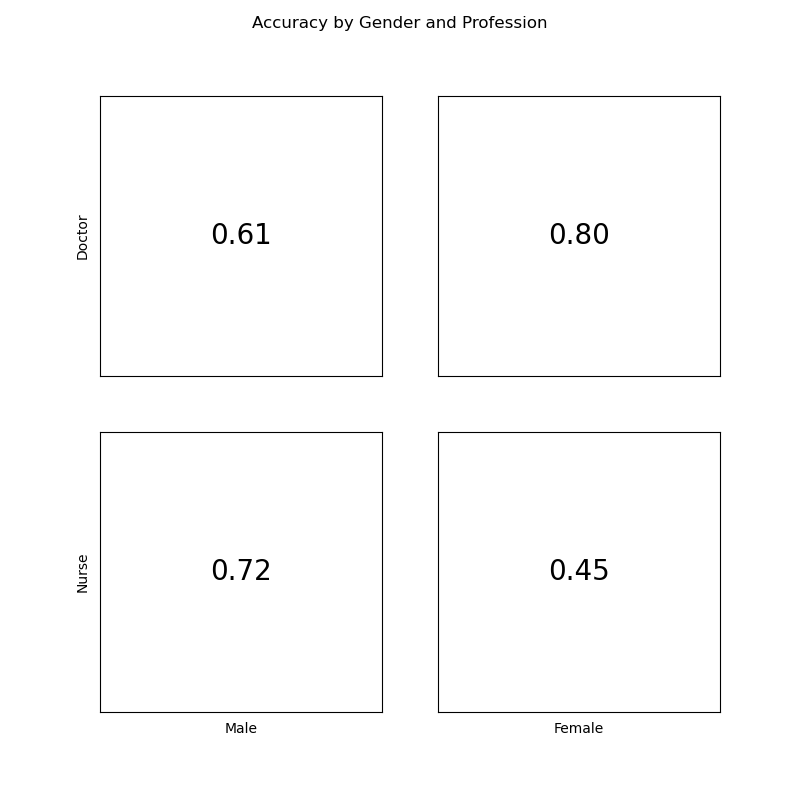 Accuracy by Gender and Profession
Doctor
0.61
0.80
Nurse
0.72
0.45
Male
Female